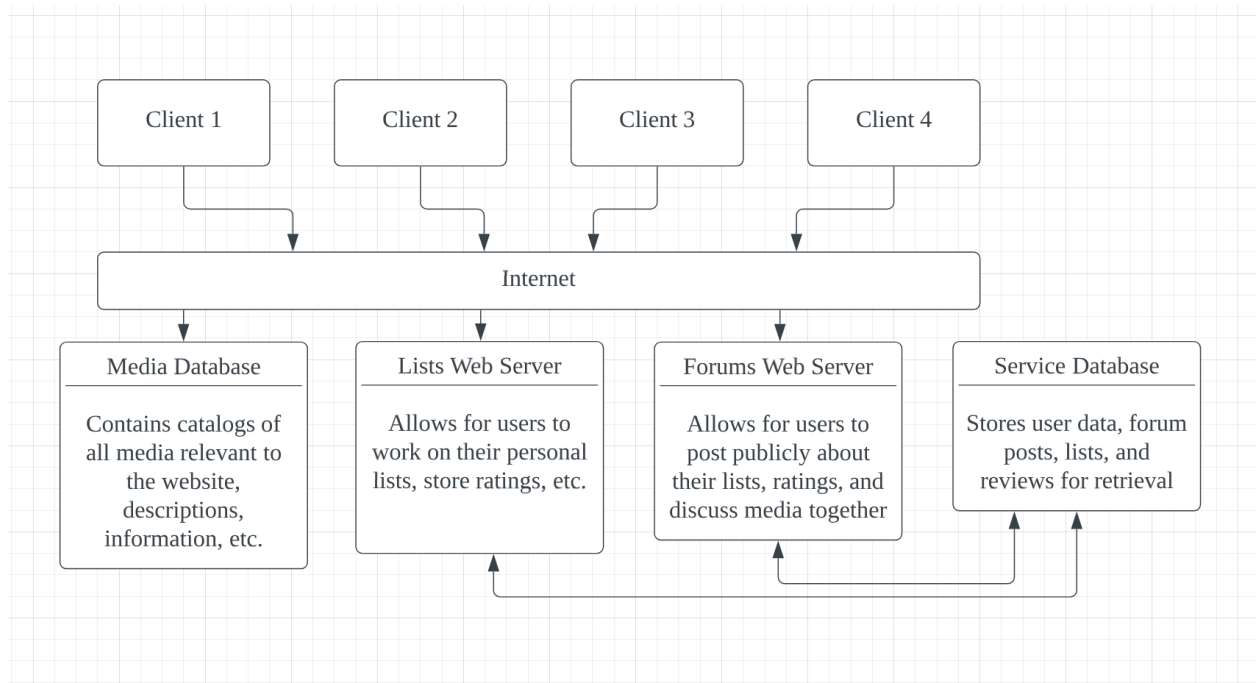 Client 1
Client 2
Client 3
Client 4
Internet
Media Database
Contains catalogs of
all media relevant to
the website,
descriptions,
information, etc.
Lists Web Server
Allows for users to
work on their personal
lists, store ratings, etc.
Forums Web Server
Allows for users to
post publicly about
their lists, ratings, and
discuss media together
Service Database
Stores user data, forum
posts, lists, and
reviews for retrieval